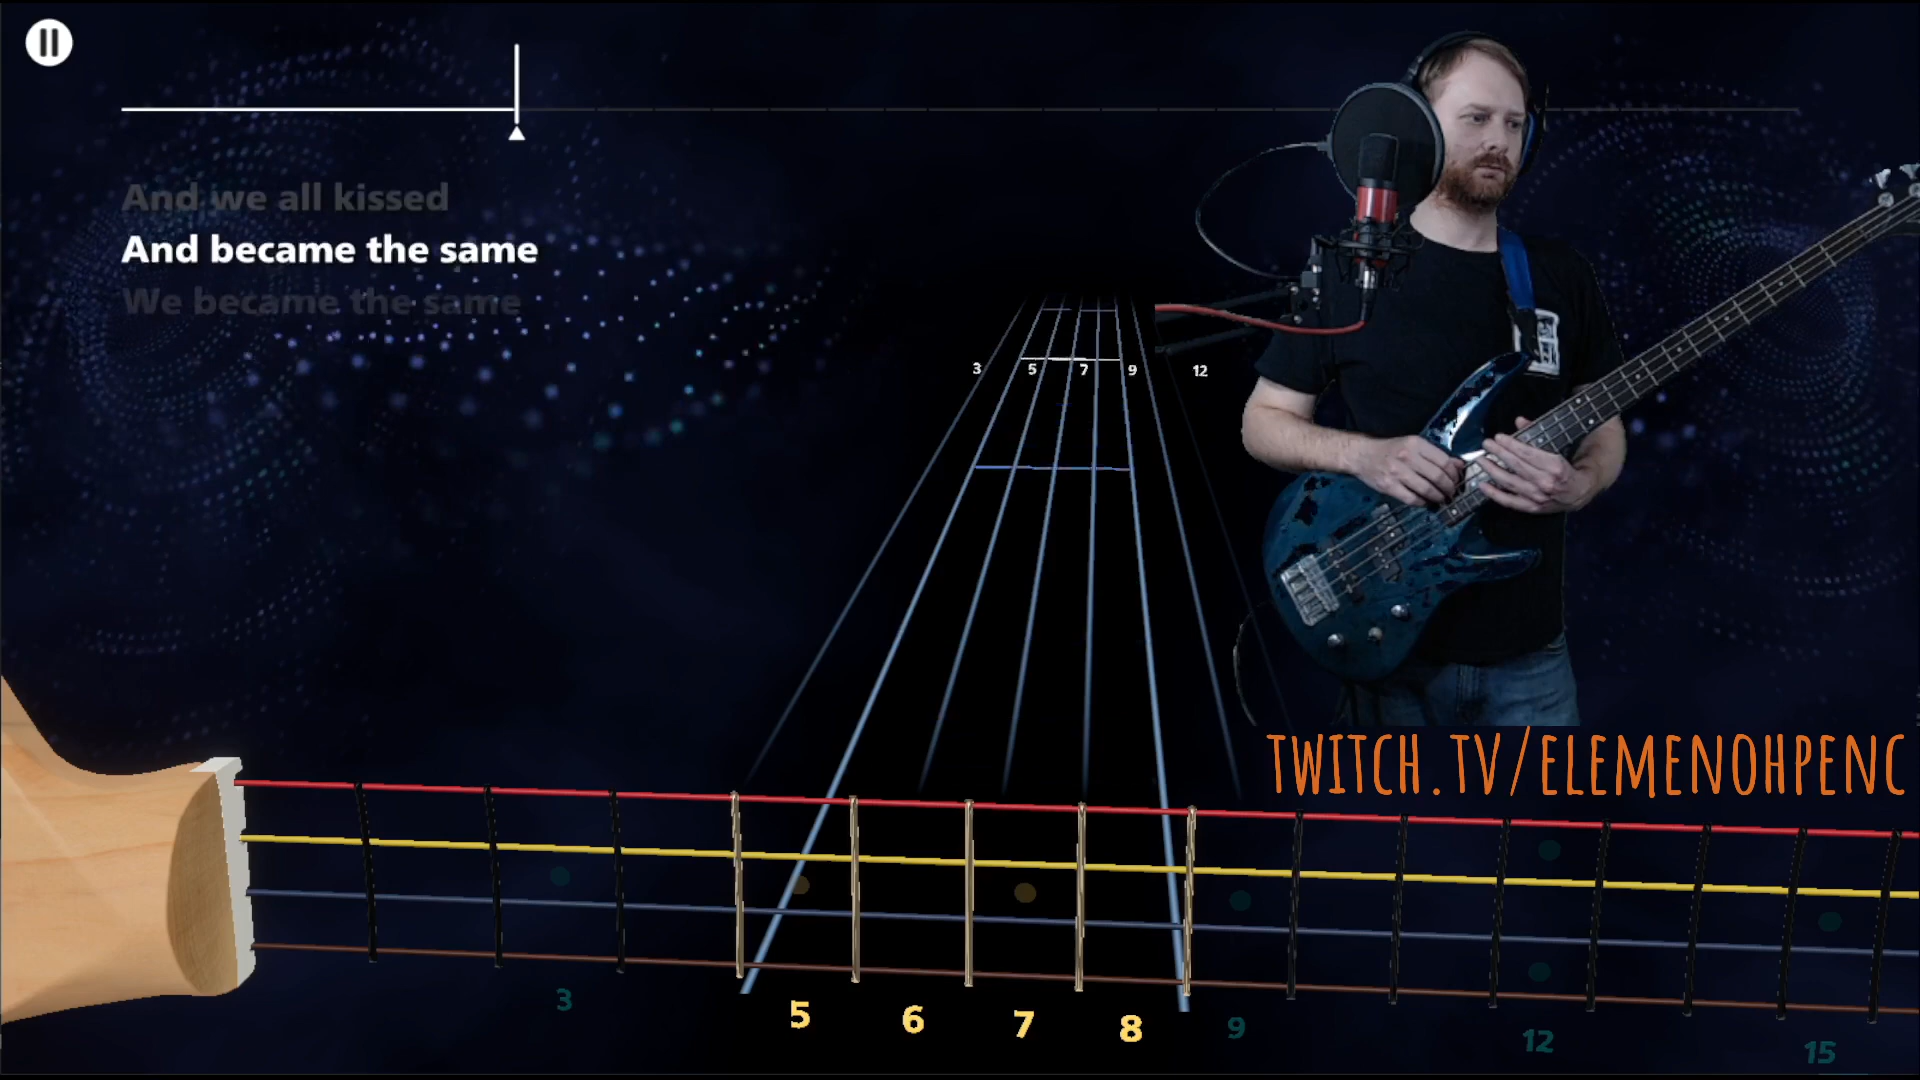 And we all kissed
And became the same
We became the same
3 5 7 9 12
TWITCH.TV/ELEMENOHPENC
3 5 6 7 8 9 12 15